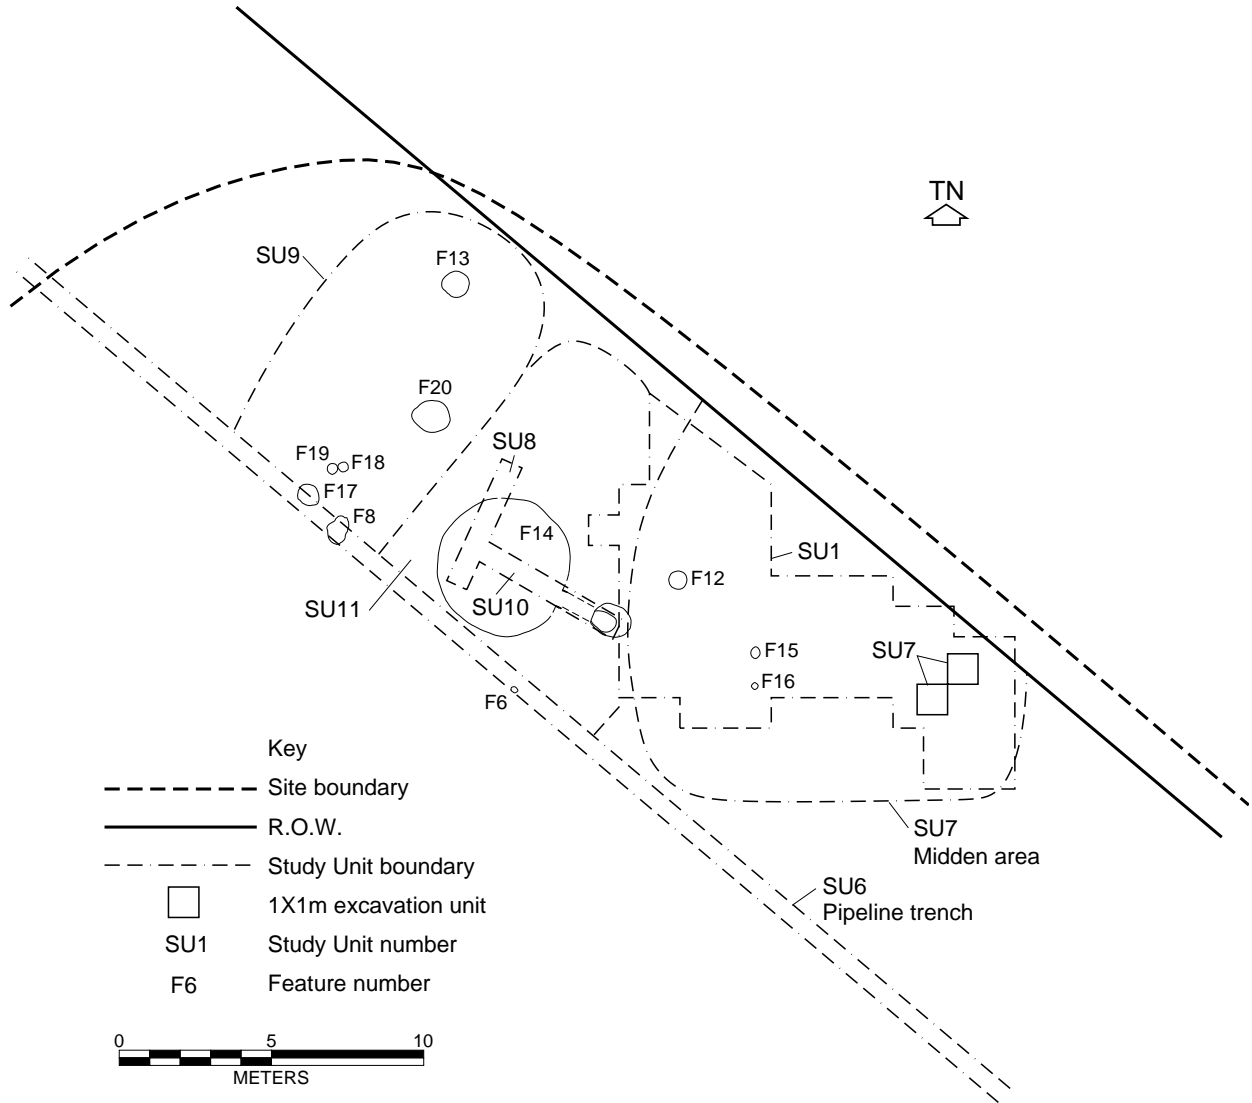 TN
SU9
F13
F20
SU8
F19
F18
F17
F8
F14
SU1
F12
SU11
SU10
F15
SU7
F16
F6
Key
Site boundary
R.O.W.
Study Unit boundary
1X1m excavation unit
SU1 Study Unit number
F6 Feature number
SU7
Midden area
SU6
Pipeline trench
0 5 10
METERS